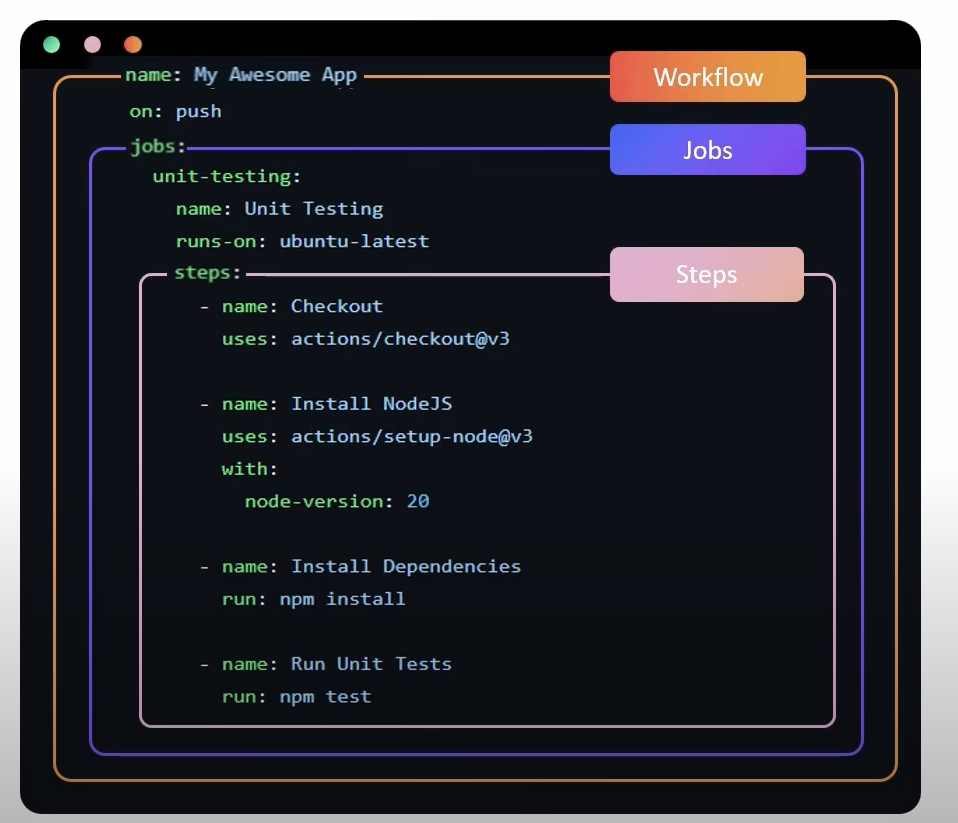 name: My Awesome App
Workflow
on: push
jobs:
Jobs
unit-testing:
name: Unit Testing
runs-on: ubuntu-latest
steps:
Steps
- name: Checkout
uses: actions/checkout@v3
- name: Install NodeJS
uses: actions/setup-node@v3
with:
node-version: 20
- name: Install Dependencies
run: npm install
- name: Run Unit Tests
run: npm test